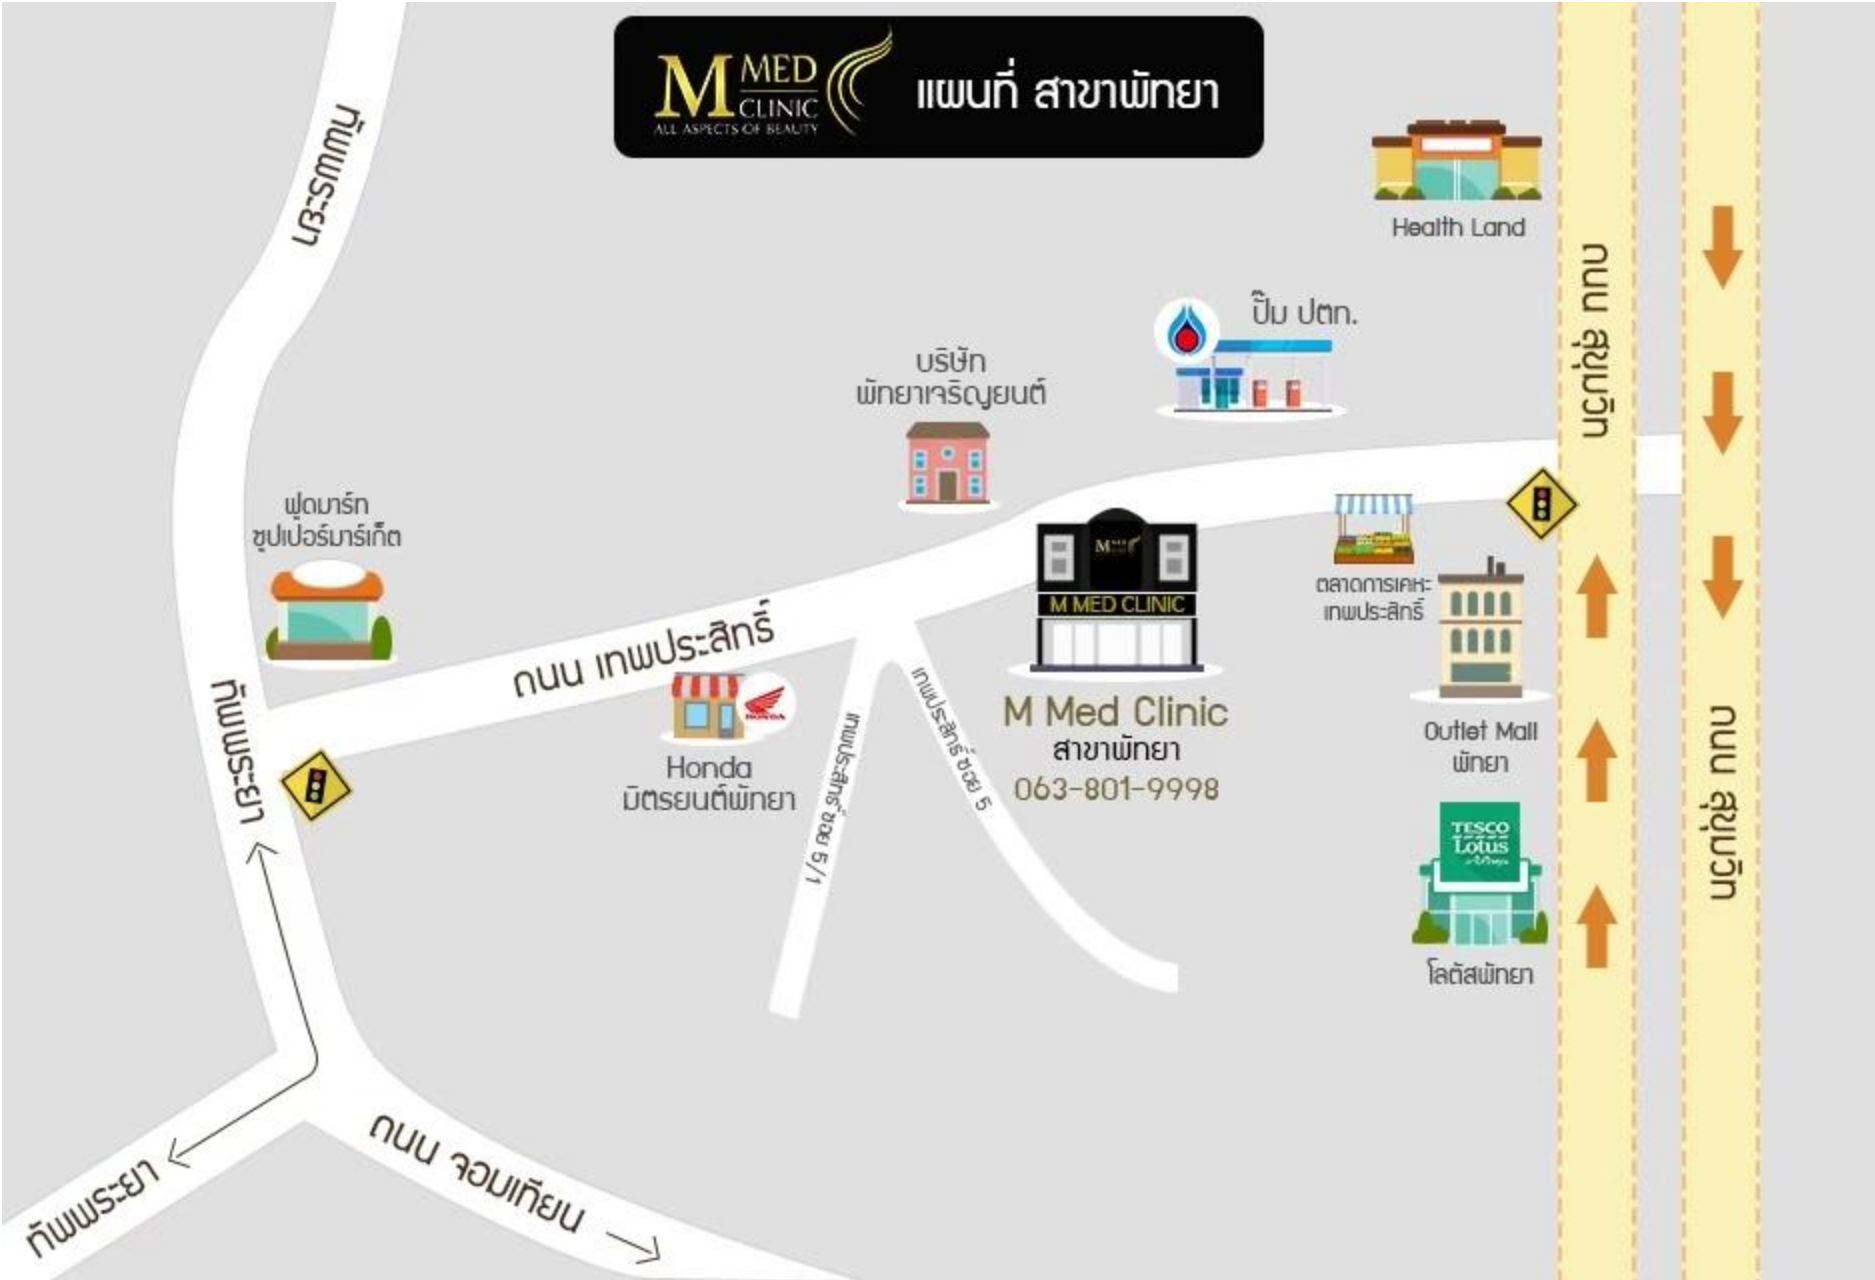 M MED
CLINIC
ALL ASPECTS OF BEAUTY
แผนที่ สาขาพัทยา
Health Land
ทัพพระยา
ถนน สุขุมวิท
ปั๊ม ปตท.
บริษัท
พัทยาเจริญยนต์
ฟูดมาร์ท
ซุปเปอร์มาร์เก็ต
M MED CLINIC
ตลาดการเคหะ
เทพประสิทธิ์
ถนน เทพประสิทธิ์
HONDA
Honda
มิตรยนต์พัทยา
ทัพพระยา
เทพประสิทธิ์ ซอย 5/1
เทพประสิทธิ์ ซอย 5
M Med Clinic
สาขาพัทยา
063-801-9998
Outlet Mall
พัทยา
ถนน สุขุมวิท
TESCO
Lotus
โลตัสพัทยา
ถนน จอมเทียน
ทัพพระยา